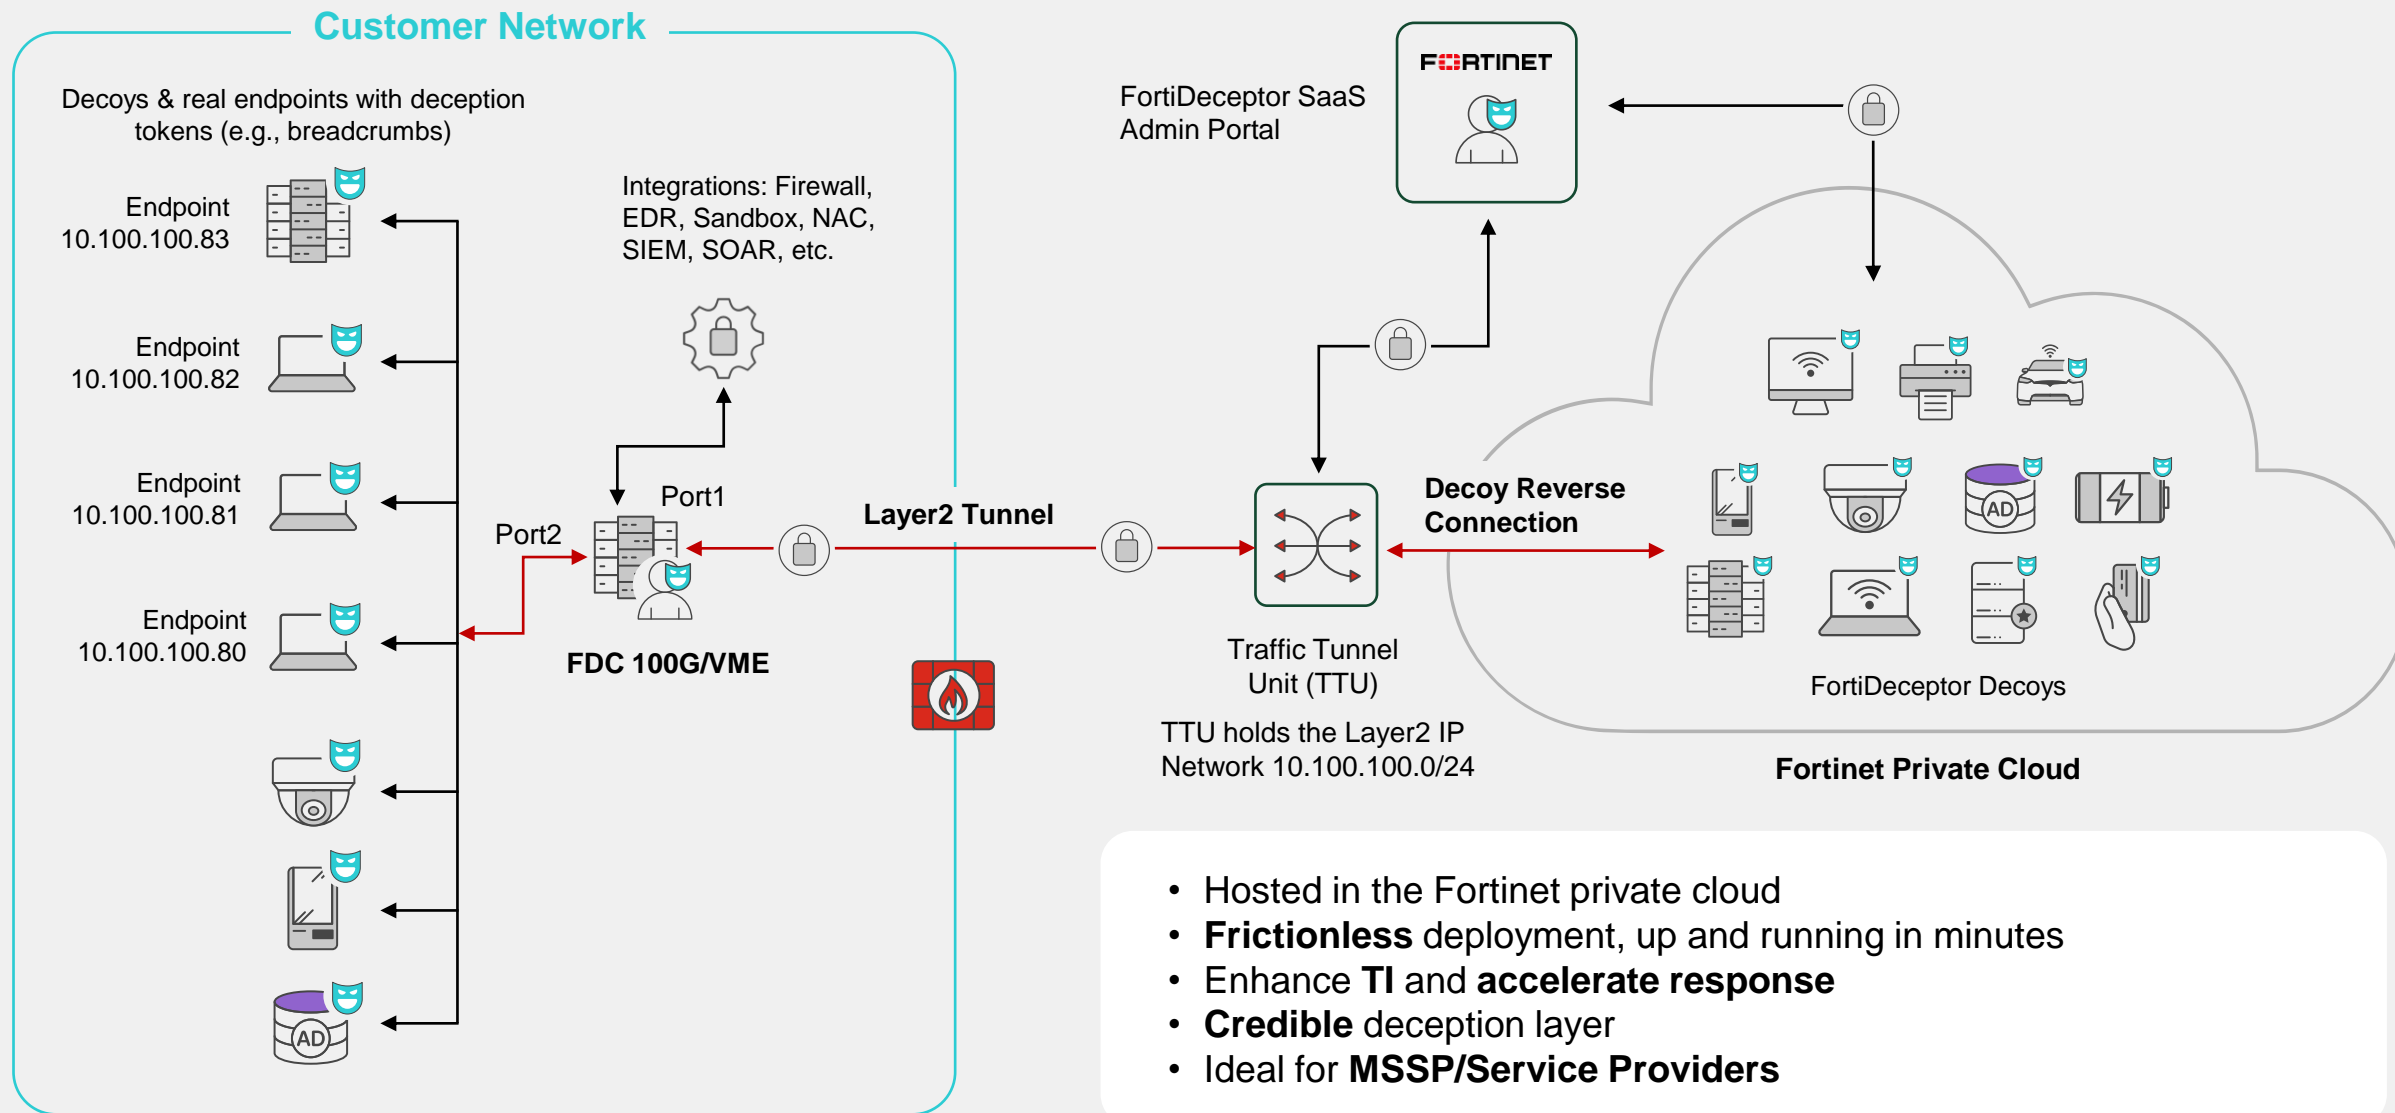 Customer Network
Decoys & real endpoints with deception
tokens (e.g., breadcrumbs)
Endpoint
10.100.100.83
Endpoint
10.100.100.82
Endpoint
10.100.100.81
Endpoint
10.100.100.80
AD
Integrations: Firewall,
EDR, Sandbox, NAC,
SIEM, SOAR, etc.
Port1
Port2
FDC 100G/VME
Layer2 Tunnel
FortiDeceptor SaaS
Admin Portal
FORTINET
Traffic Tunnel
Unit (TTU)
TTU holds the Layer2 IP
Network 10.100.100.0/24
Decoy Reverse
Connection
AD
FortiDeceptor Decoys
Fortinet Private Cloud
• Hosted in the Fortinet private cloud
• Frictionless deployment, up and running in minutes
• Enhance TI and accelerate response
• Credible deception layer
• Ideal for MSSP/Service Providers